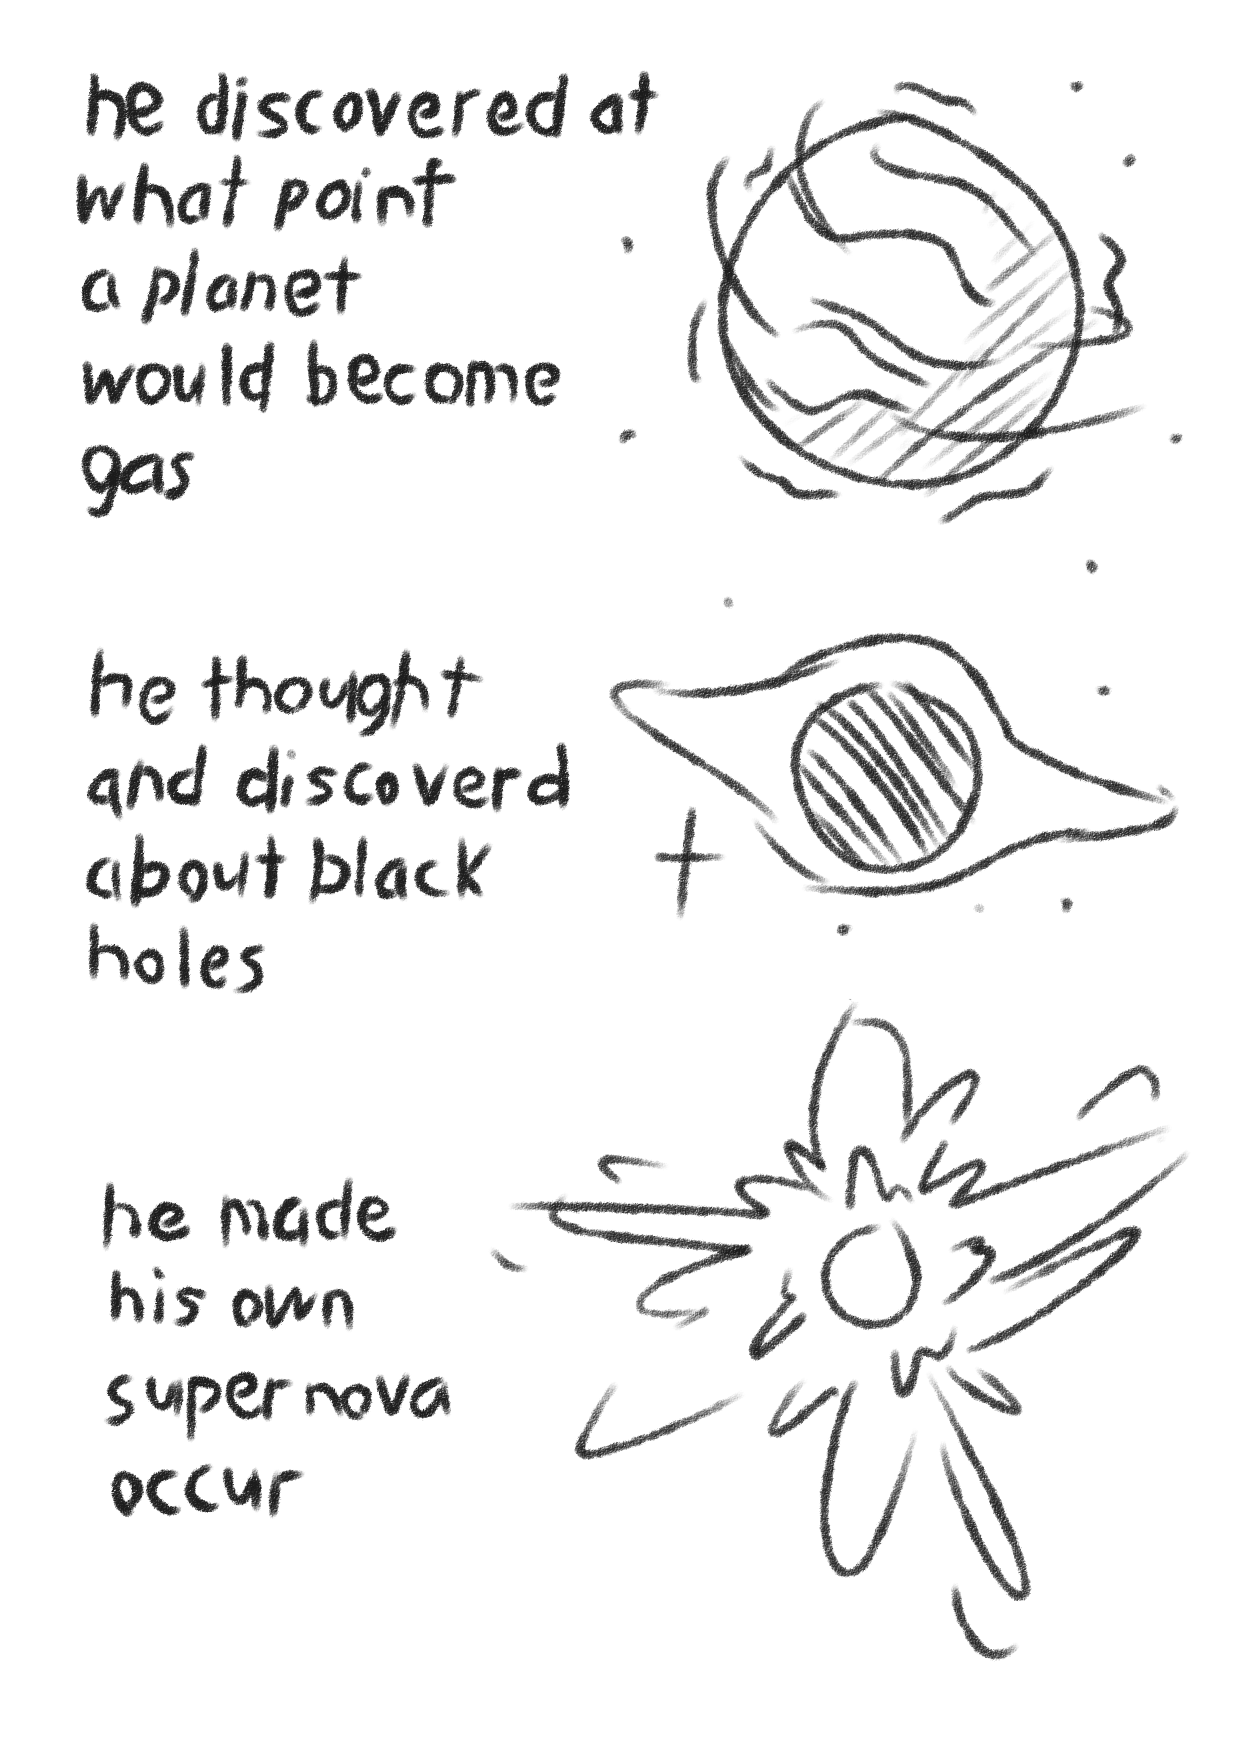 he discovered at
what point
a planet
would become
gas
he thought
and discoverd
about black
holes
he made
his own
supernova
occur